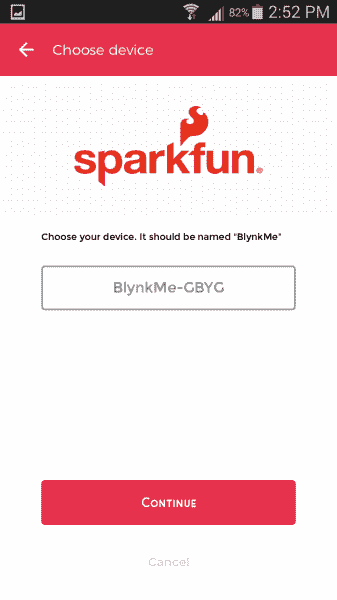 82% 2:52 PM
Choose device
sparkfun®
Choose your device. It should be named "BlynkMe"
BlynkMe-GBYG
Continue
Cancel